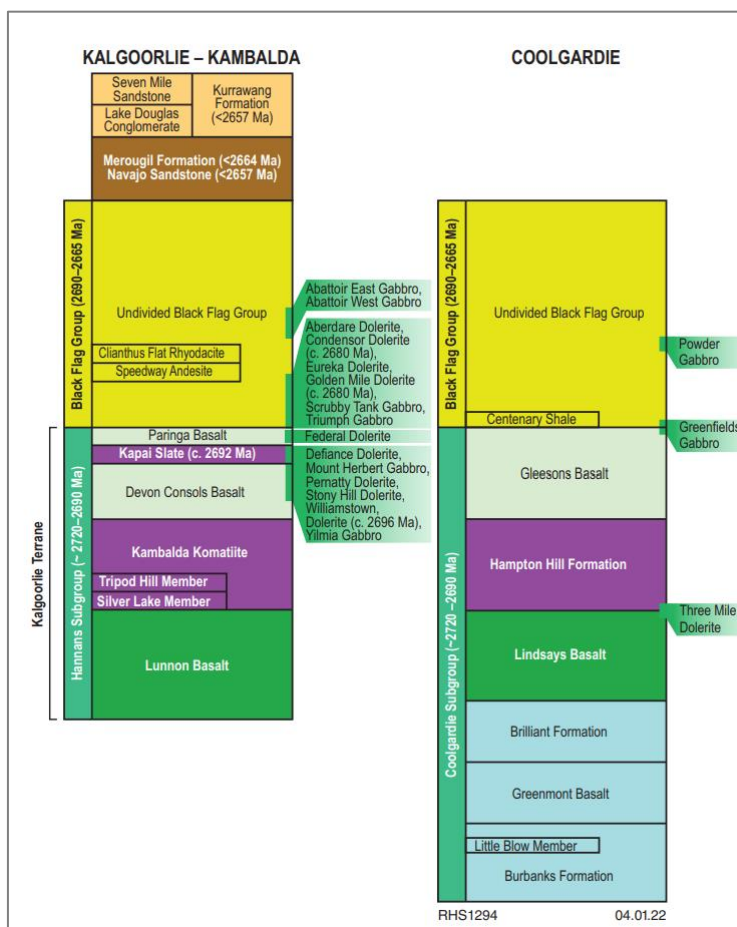 KALGOORLIE – KAMBALDA
Seven Mile
Sandstone
Lake Douglas
Conglomerate
Kurrawang
Formation
(<2657 Ma)
Merougil Formation (<2664 Ma)
Navajo Sandstone (<2657 Ma)
Black Flag Group (2690–2665 Ma)
Undivided Black Flag Group
Clianthus Flat Rhyodacite
Speedway Andesite
Abattoir East Gabbro,
Abattoir West Gabbro
Aberdare Dolerite,
Condensor Dolerite
(c. 2680 Ma),
Eureka Dolerite,
Golden Mile Dolerite
(c. 2680 Ma),
Scrubby Tank Gabbro,
Triumph Gabbro
Kalgoorlie Terrane
Hannans Subgroup (~ 2720–2690 Ma)
Paringa Basalt
Federal Dolerite
Kapai Slate (c. 2692 Ma)
Devon Consols Basalt
Defiance Dolerite,
Mount Herbert Gabbro,
Pernatty Dolerite,
Stony Hill Dolerite,
Williamstown,
Dolerite (c. 2696 Ma),
Yilmia Gabbro
Kambalda Komatiite
Tripod Hill Member
Silver Lake Member
Lunnon Basalt
COOLGARDIE
Black Flag Group (2690–2665 Ma)
Undivided Black Flag Group
Powder
Gabbro
Centenary Shale
Greenfields
Gabbro
Coolgardie Subgroup (~2720 –2690 Ma)
Gleesons Basalt
Hampton Hill Formation
Three Mile
Dolerite
Lindsays Basalt
Brilliant Formation
Greenmont Basalt
Little Blow Member
Burbanks Formation
RHS1294
04.01.22